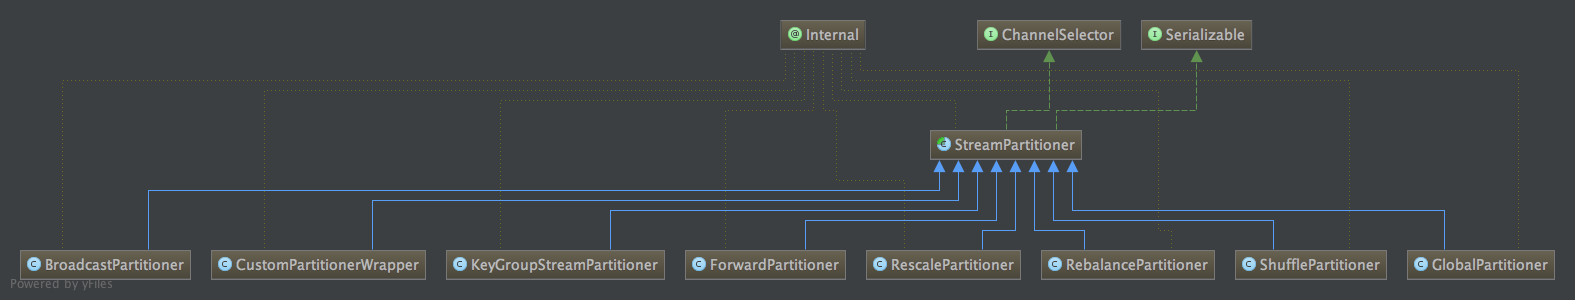 @ Internal
I ChannelSelector
I Serializable
C StreamPartitioner
C BroadcastPartitioner
C CustomPartitionerWrapper
C KeyGroupStreamPartitioner
C ForwardPartitioner
C RescalePartitioner
C RebalancePartitioner
C ShufflePartitioner
C GlobalPartitioner
Powered by yFiles